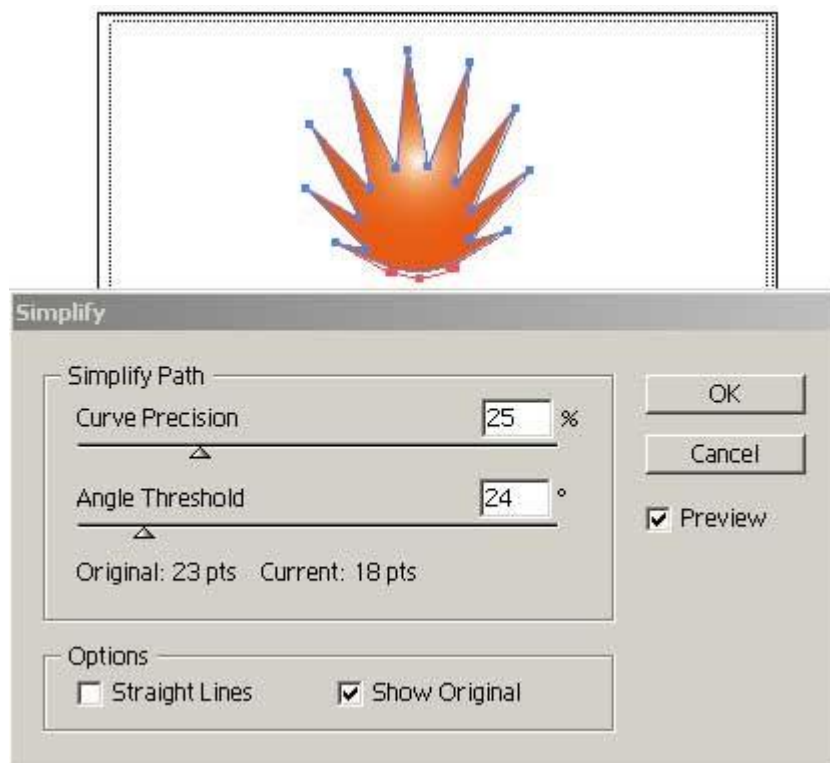 Simplify
Simplify Path
Curve Precision 25 %
Angle Threshold 24 °
Original: 23 pts Current: 18 pts
OK
Cancel
Preview
Options
Straight Lines Show Original